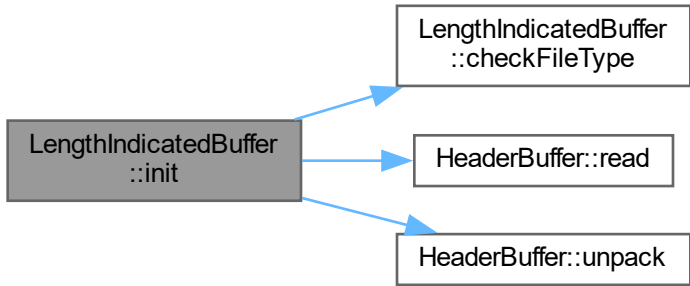 LengthIndicatedBuffer
::init
LengthIndicatedBuffer
::checkFileType
HeaderBuffer::read
HeaderBuffer::unpack